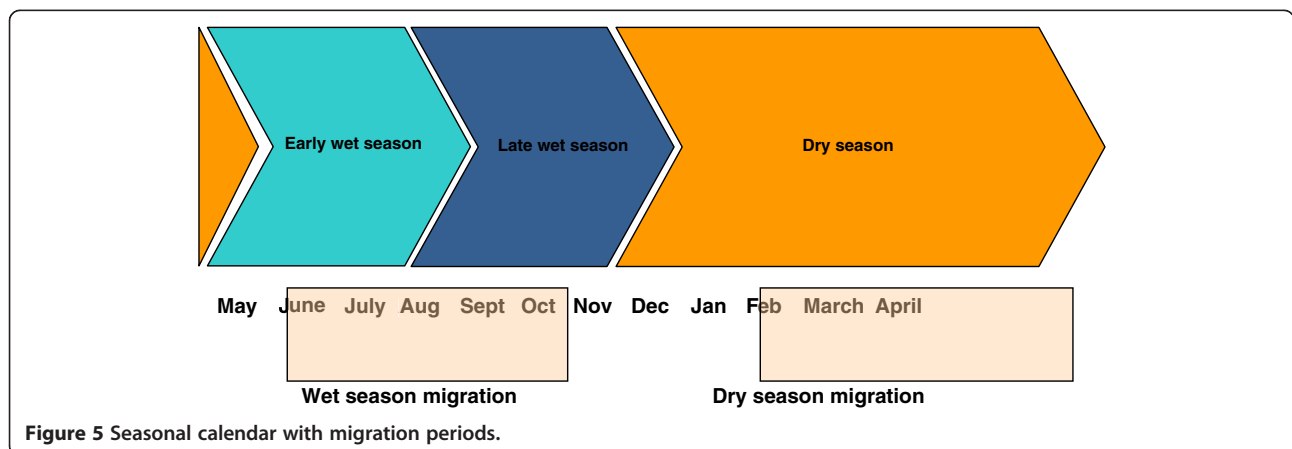 Early wet season Late wet season Dry season
May June July Aug Sept Oct Nov Dec Jan Feb March April
Wet season migration Dry season migration
Figure 5 Seasonal calendar with migration periods.